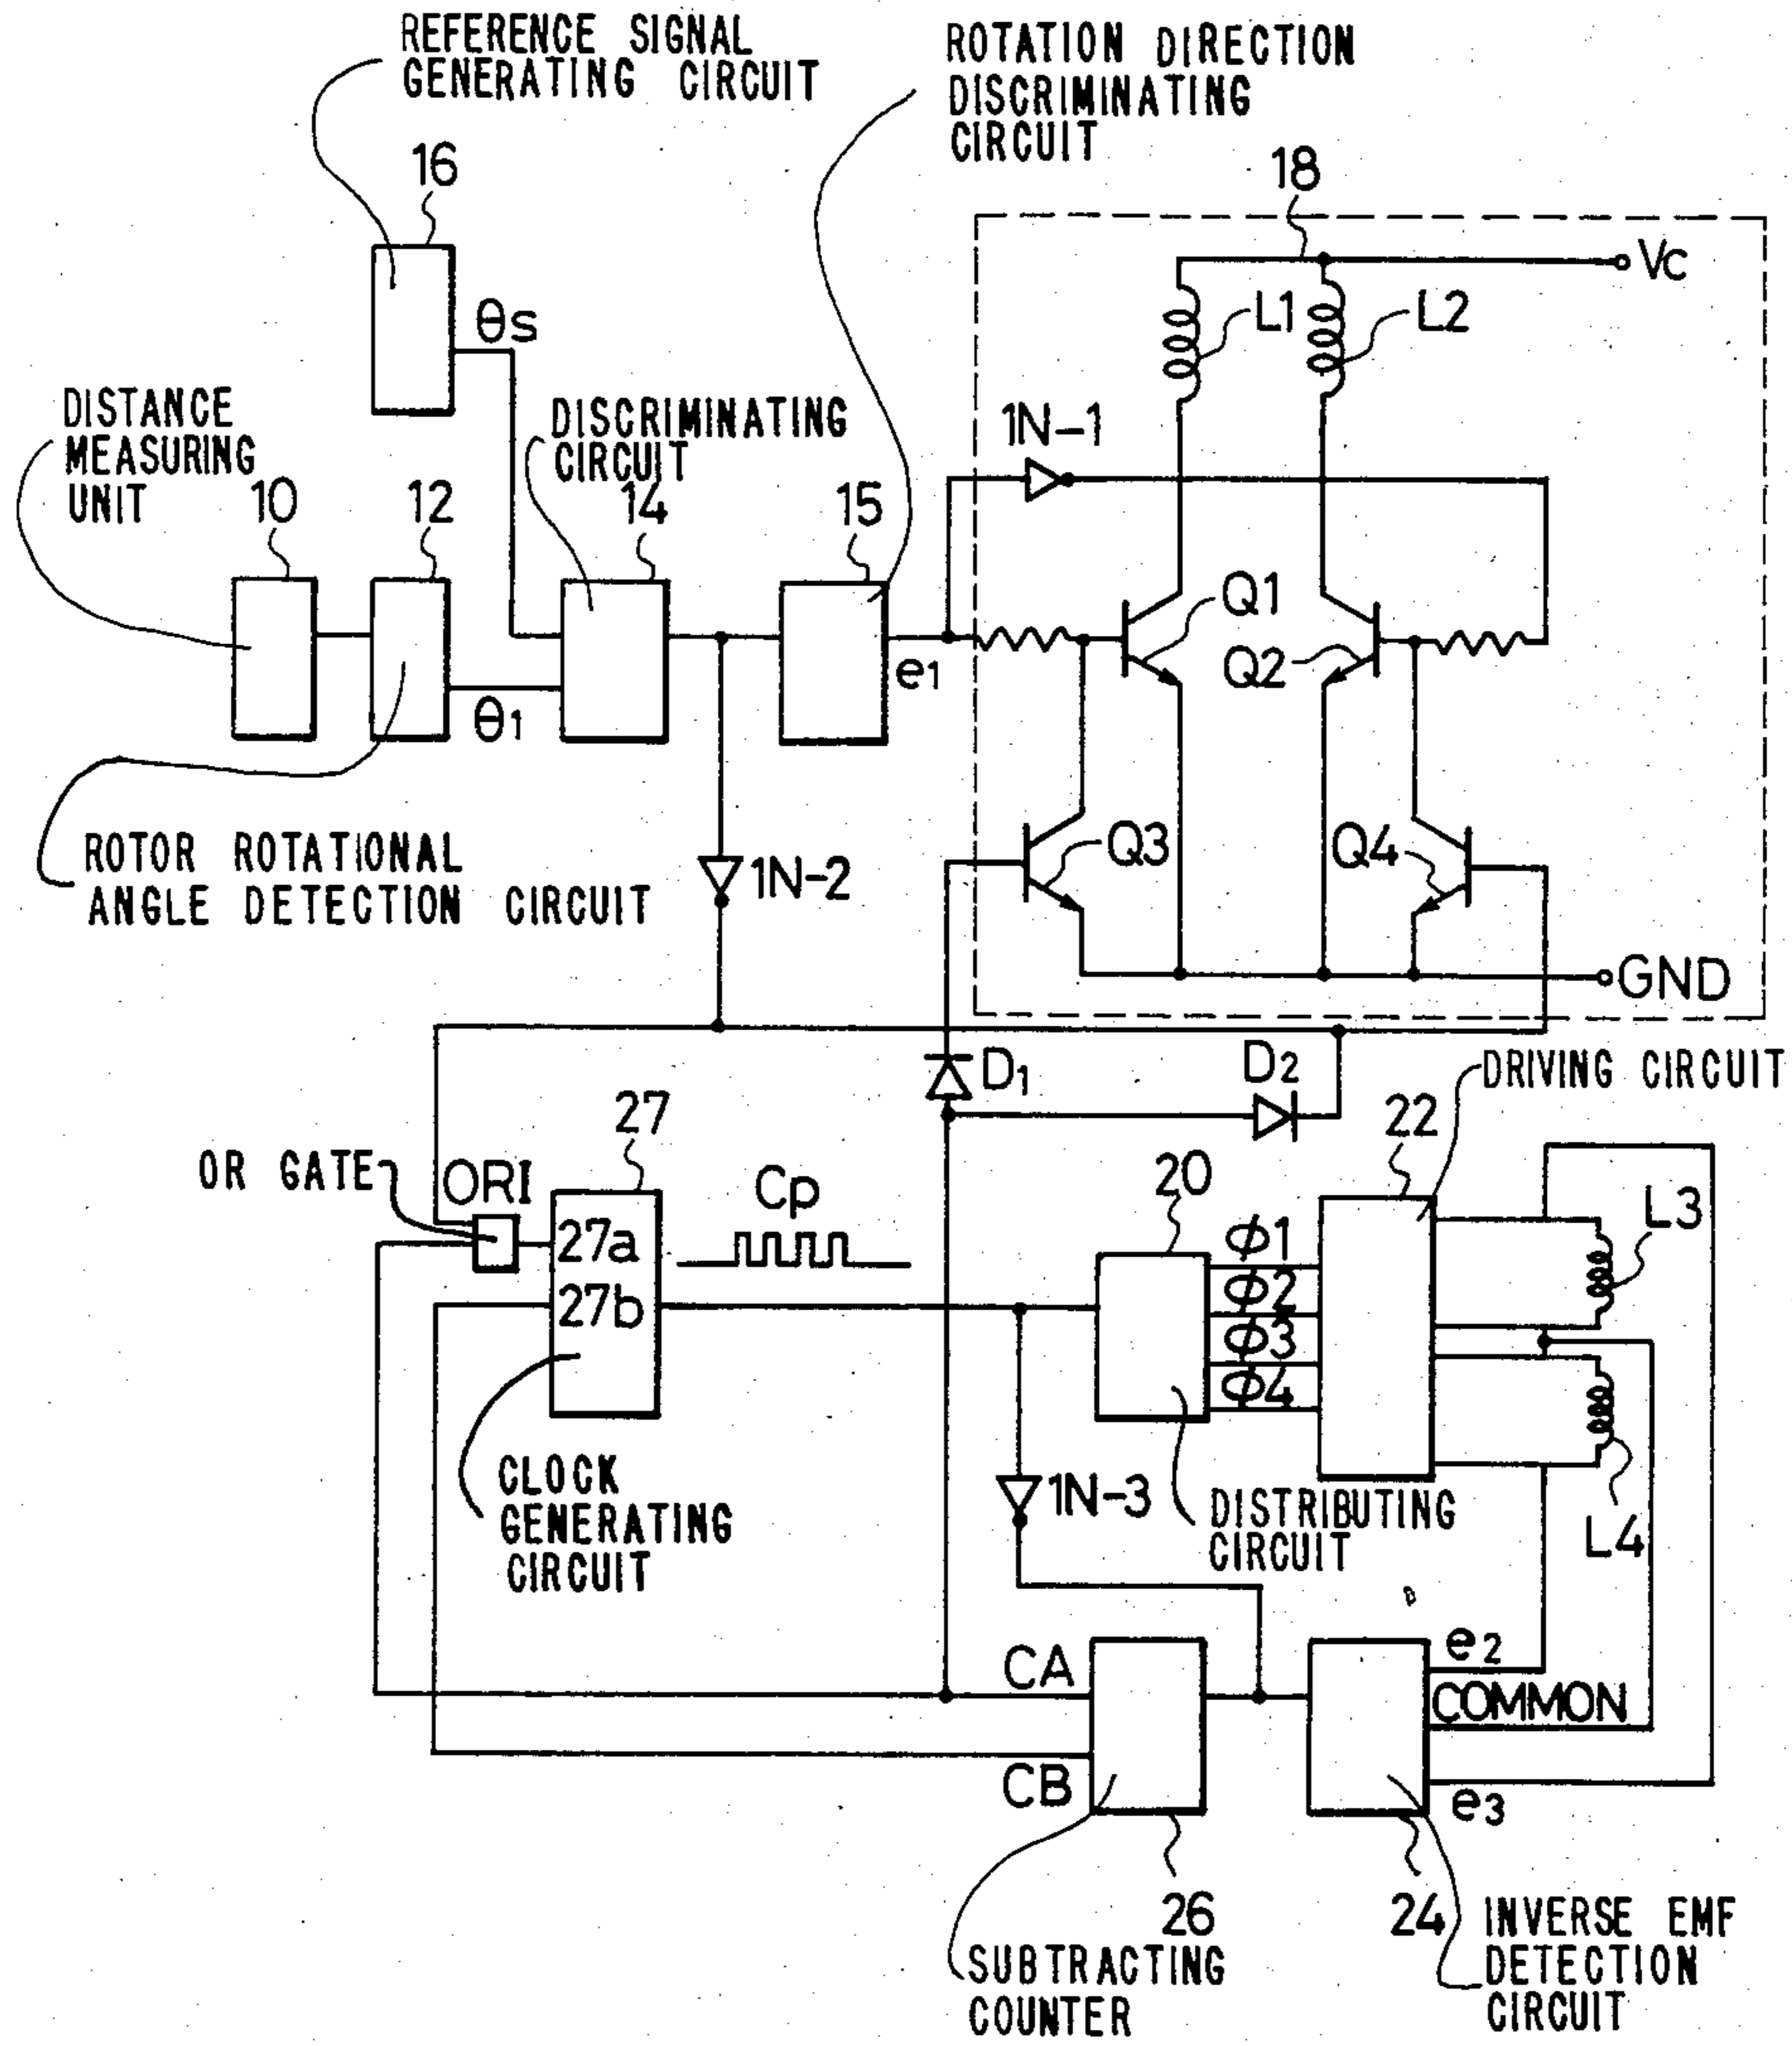 REFERENCE SIGNAL
GENERATING CIRCUIT
ROTATION DIRECTION
DISCRIMINATING
CIRCUIT
16
18
Vc
θs
L1
L2
DISTANCE
MEASURING
UNIT
DISCRIMINATING
CIRCUIT
1N-1
10
12
14
15
Q1
Q2
e1
θ1
ROTOR ROTATIONAL
ANGLE DETECTION CIRCUIT
1N-2
Q3
Q4
GND
D1
D2
DRIVING CIRCUIT
27
22
OR GATE
ORI
Cp
20
L3
27a
27b
ϕ1
ϕ2
ϕ3
ϕ4
CLOCK
GENERATING
CIRCUIT
1N-3
DISTRIBUTING
CIRCUIT
L4
CA
e2
COMMON
CB
e3
26
24
SUBTRACTING
COUNTER
INVERSE EMF
DETECTION
CIRCUIT